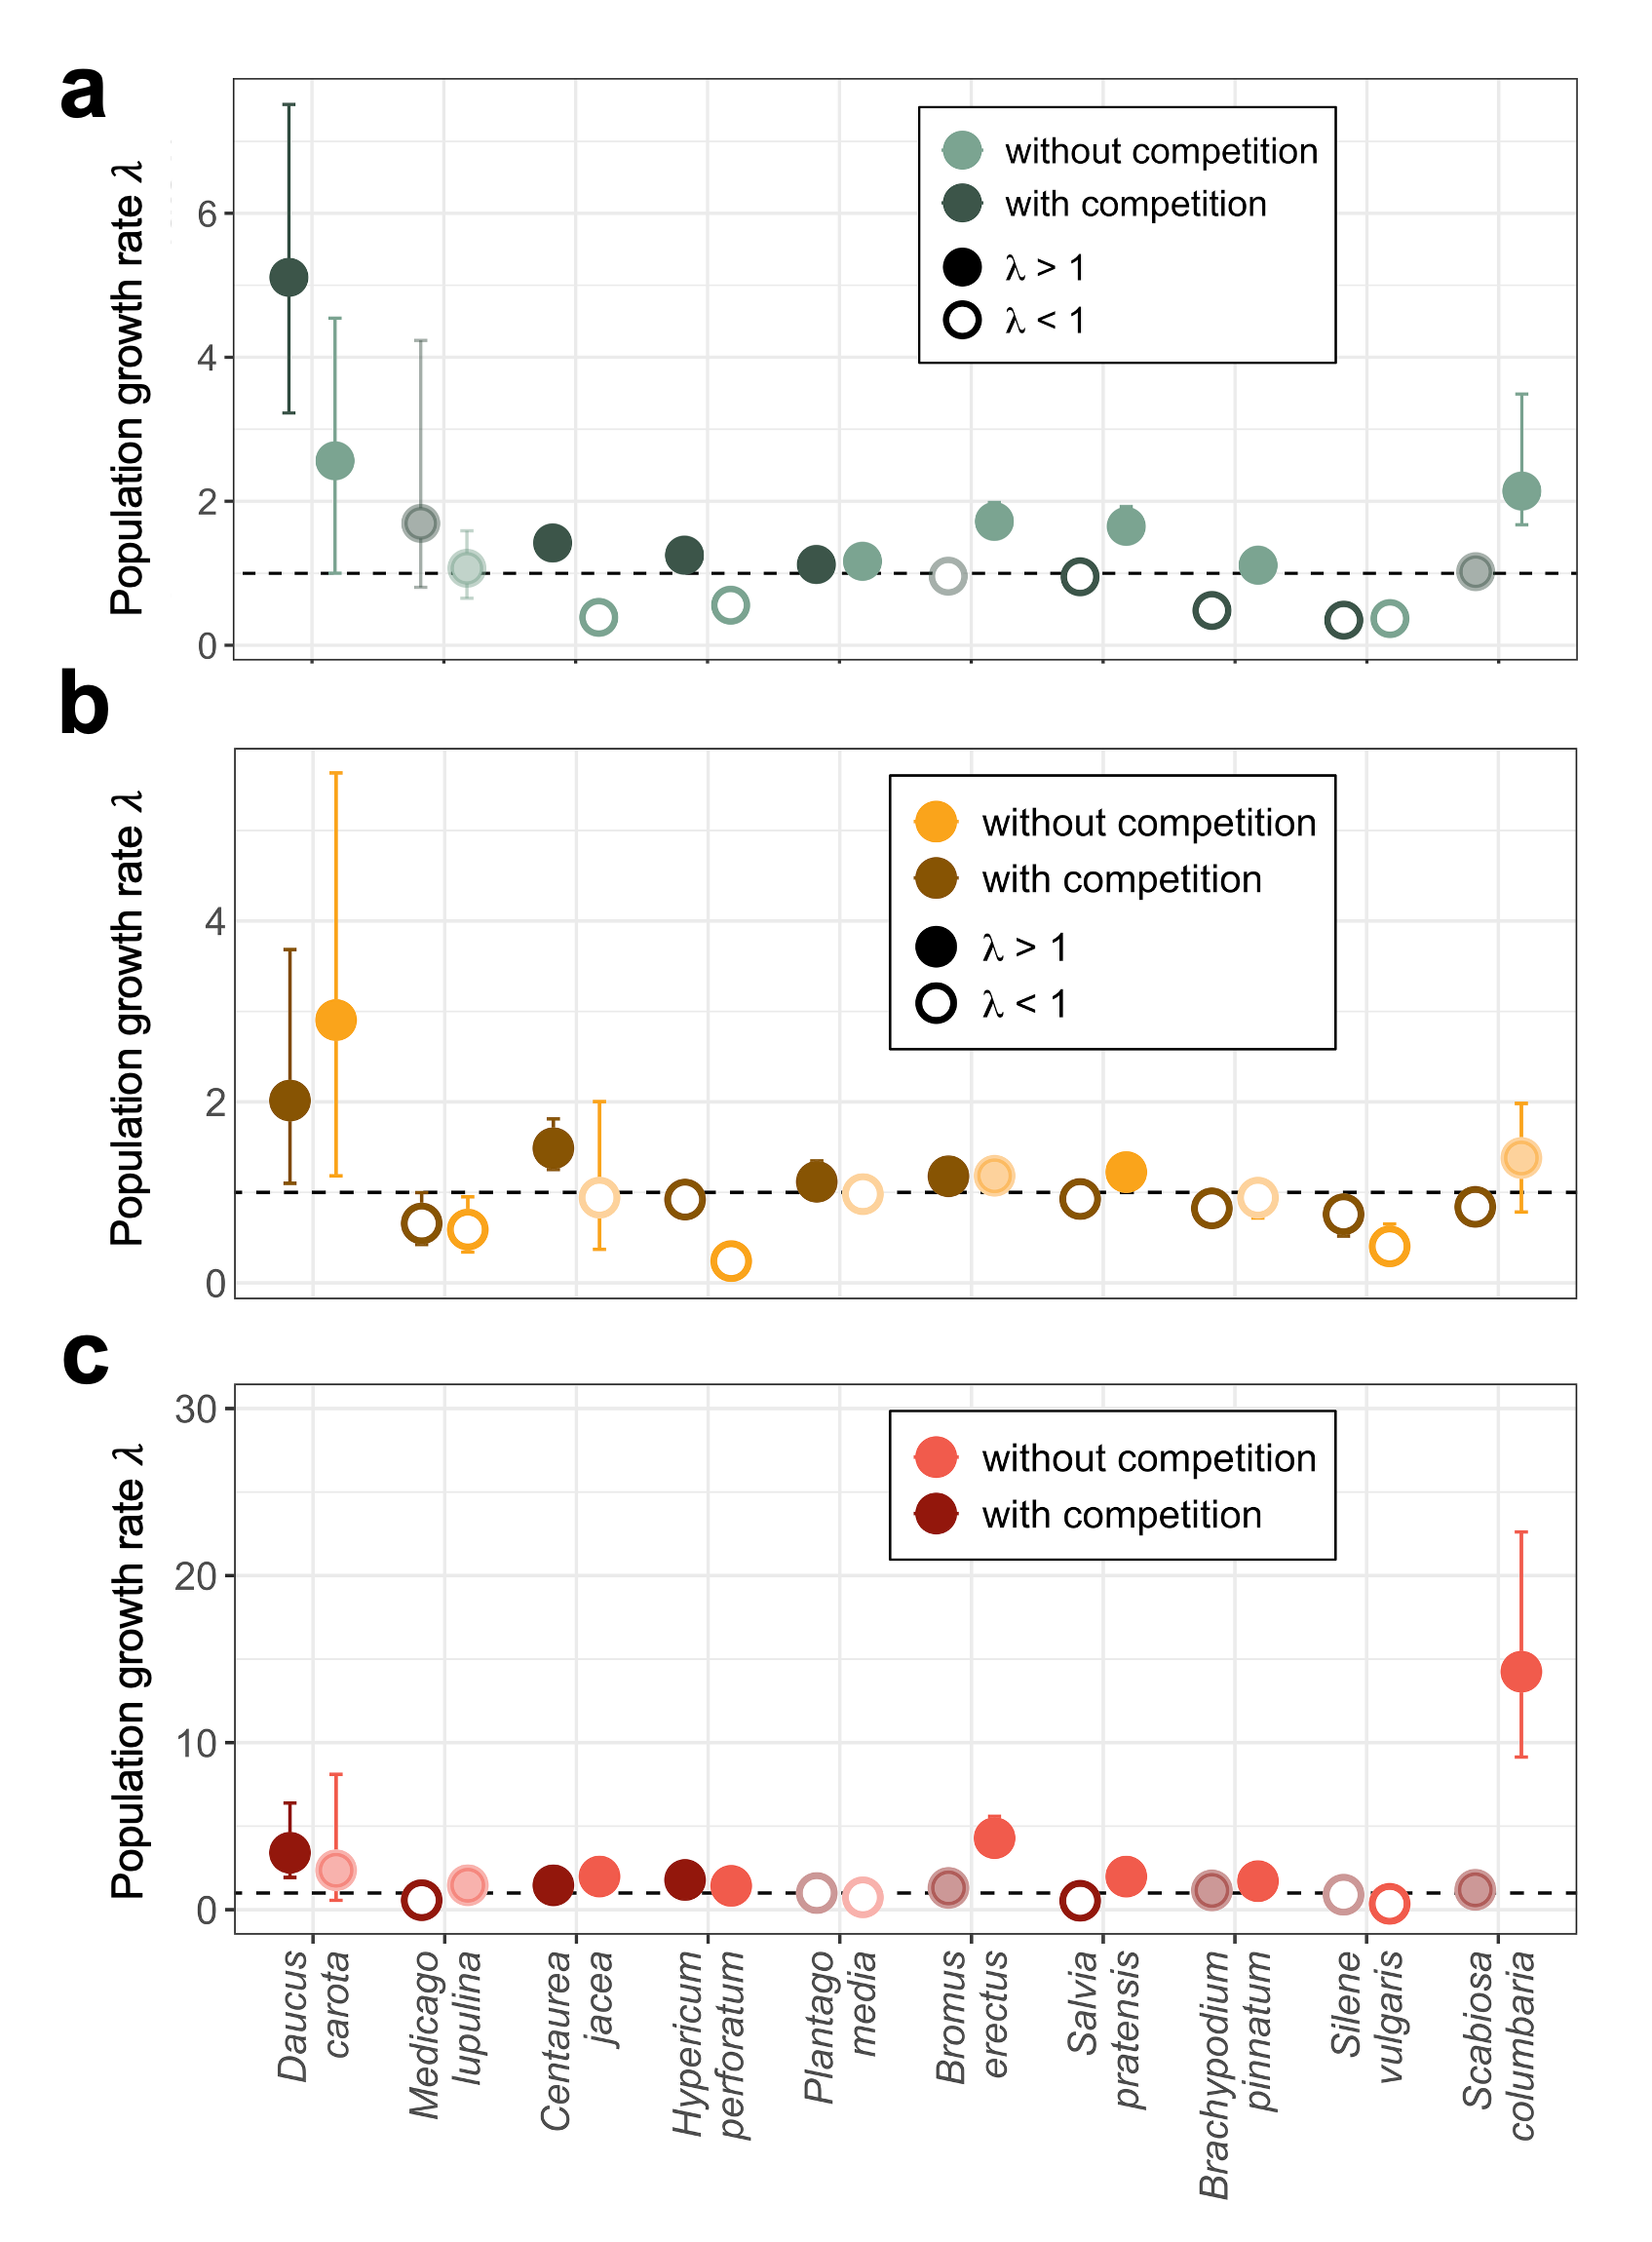 a
Population growth rate λ
6
4
2
0
without competition
with competition
λ > 1
λ < 1
b
Population growth rate λ
4
2
0
without competition
with competition
λ > 1
λ < 1
c
Population growth rate λ
30
20
10
0
without competition
with competition
Daucus
carota
Medicago
lupulina
Centaurea
jacea
Hypericum
perforatum
Plantago
media
Bromus
erectus
Salvia
pratensis
Brachypodium
pinnatum
Silene
vulgaris
Scabiosa
columbaria